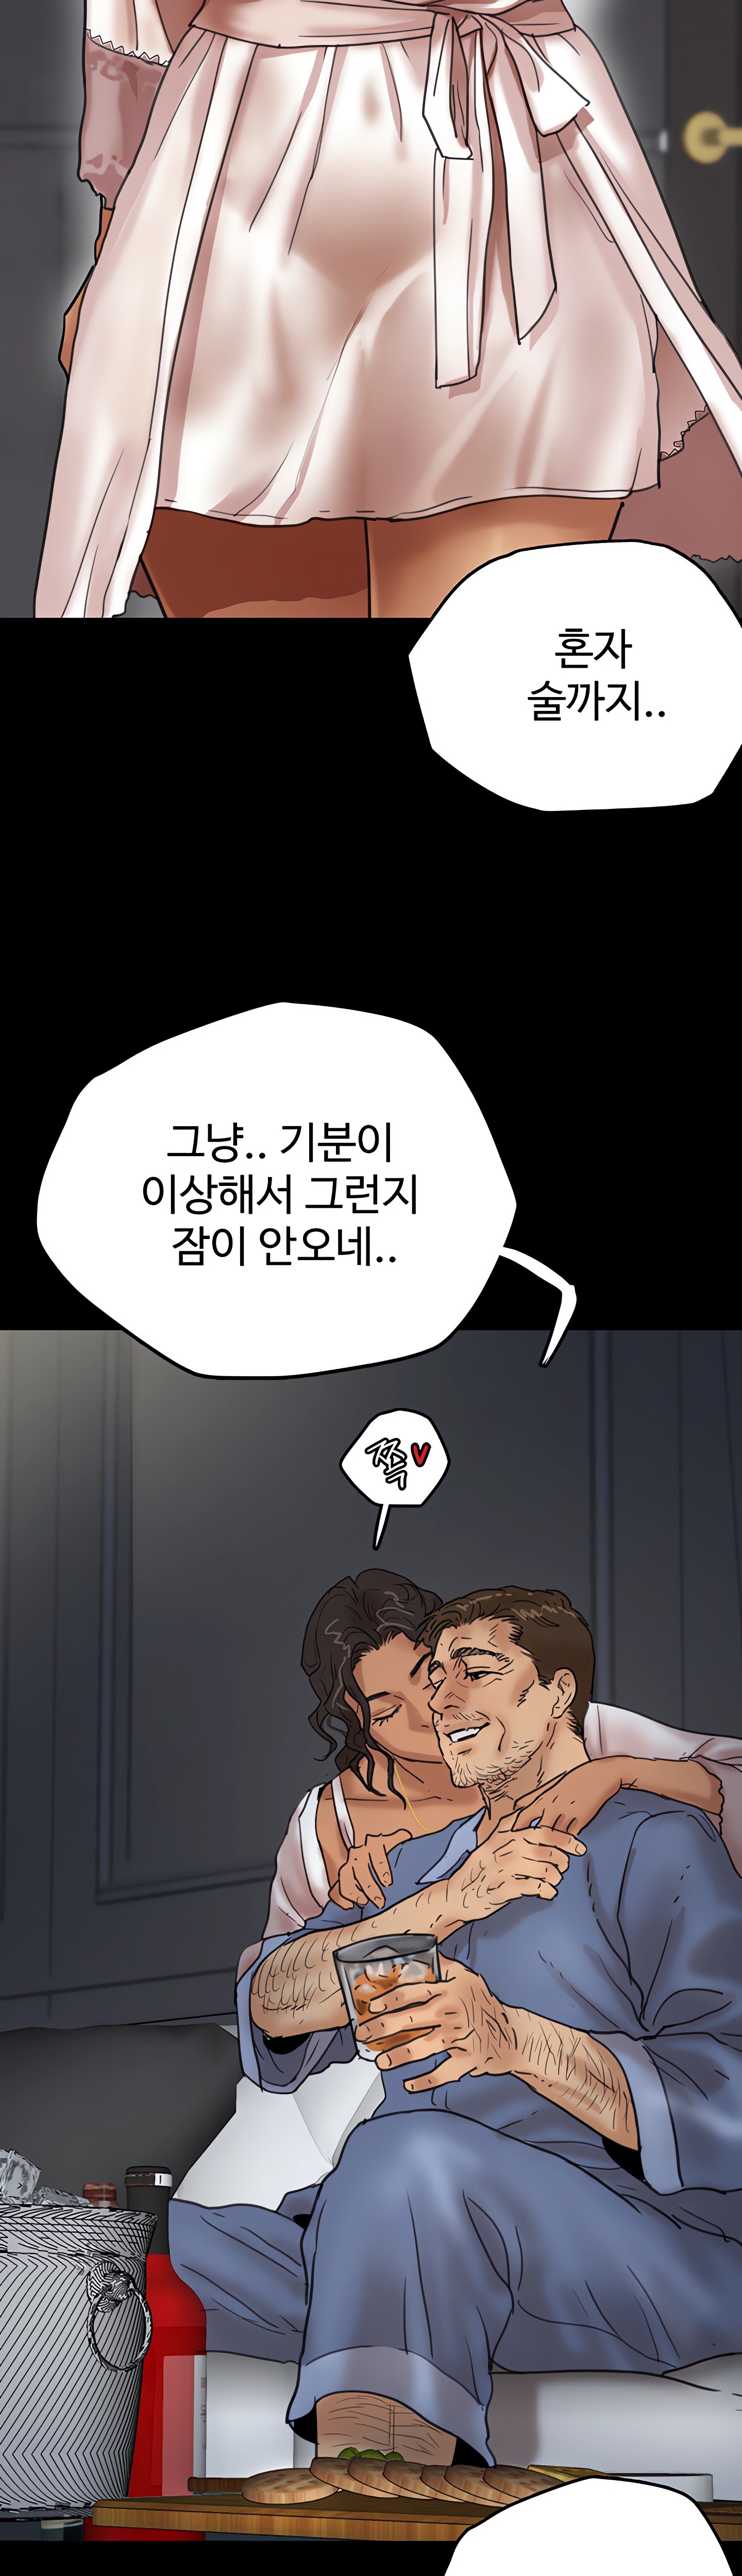 혼자
술까지..
그냥.. 기분이
이상해서 그런지
잠이 안오네..
쪽♥